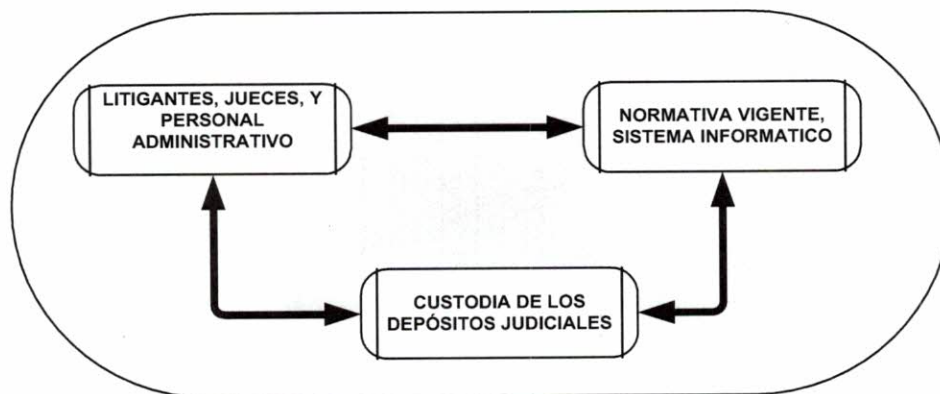 LITIGANTES, JUECES, Y
PERSONAL
ADMINISTRATIVO
NORMATIVA VIGENTE,
SISTEMA INFORMATICO
CUSTODIA DE LOS
DEPÓSITOS JUDICIALES